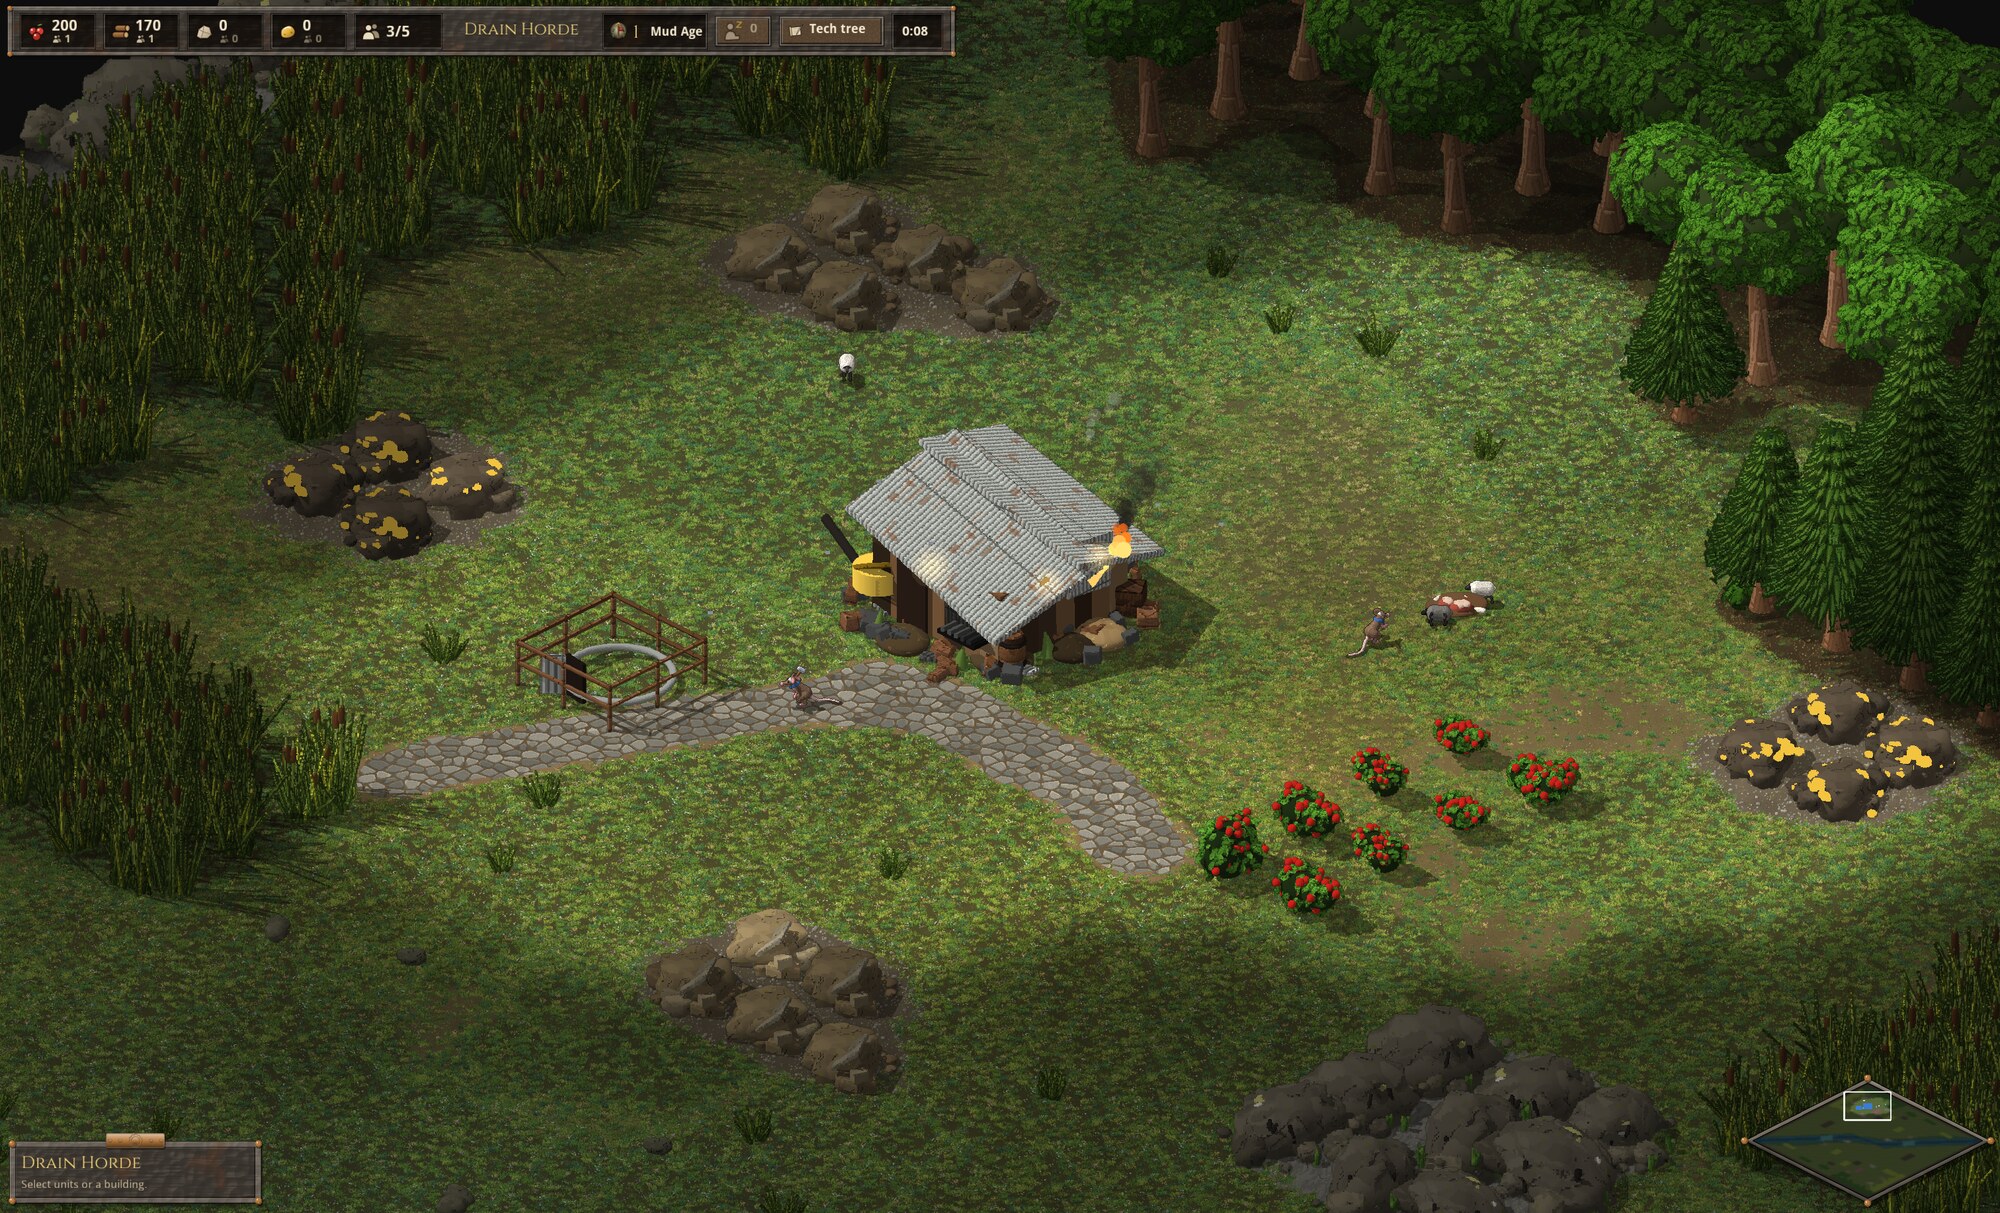 200
1
170
1
0
0
0
0
3/5
DRAIN HORDE
I
Mud Age
z
0
Tech tree
0:08
DRAIN HORDE
Select units or a building.